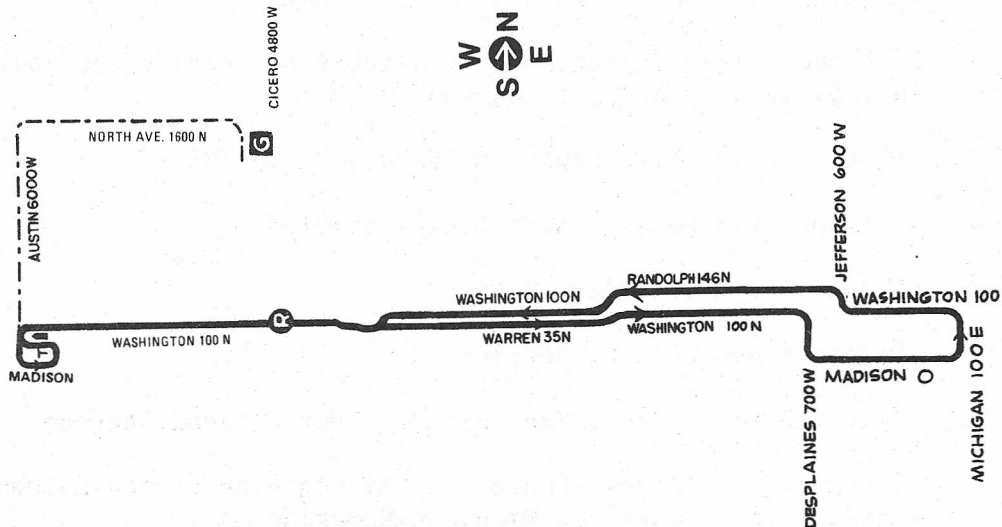 W
S N
E
CICERO 4800 W
NORTH AVE. 1600 N
G
AUSTIN 6000W
JEFFERSON 600 W
RANDOLPH 146N
WASHINGTON 100N
WASHINGTON 100
R
WASHINGTON 100 N
WARREN 35N
WASHINGTON 100 N
T
MADISON
MADISON 0
DESPLAINES 700W
MICHIGAN 100 E